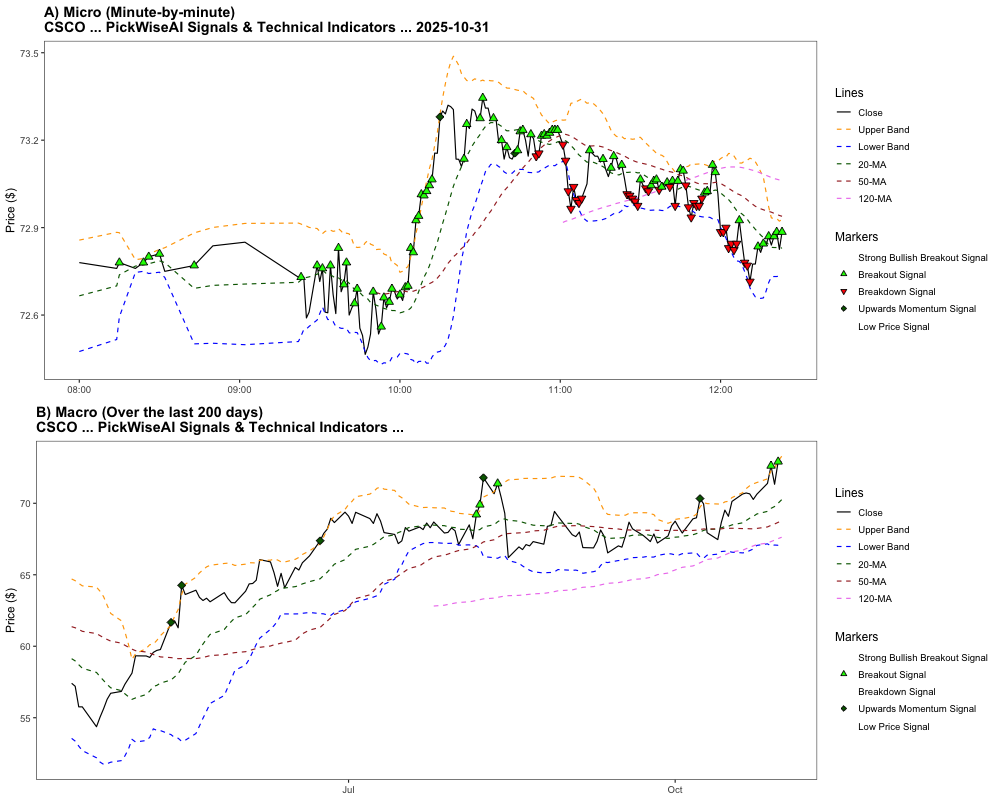 A) Micro (Minute-by-minute)
CSCO ... PickWiseAI Signals & Technical Indicators ... 2025-10-31
Price ($)
73.5
73.2
72.9
72.6
08:00
09:00
10:00
11:00
12:00
Lines
Close
Upper Band
Lower Band
20-MA
50-MA
120-MA
Markers
Strong Bullish Breakout Signal
Breakout Signal
Breakdown Signal
Upwards Momentum Signal
Low Price Signal
B) Macro (Over the last 200 days)
CSCO ... PickWiseAI Signals & Technical Indicators ...
Price ($)
70
65
60
55
Jul
Oct
Lines
Close
Upper Band
Lower Band
20-MA
50-MA
120-MA
Markers
Strong Bullish Breakout Signal
Breakout Signal
Breakdown Signal
Upwards Momentum Signal
Low Price Signal